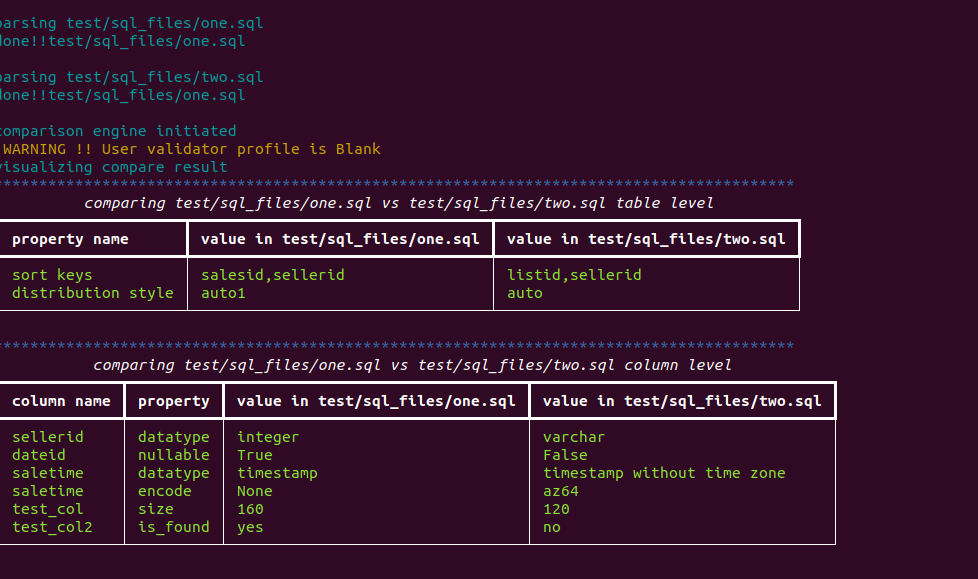 parsing test/sql_files/one.sql
done!!test/sql_files/one.sql
parsing test/sql_files/two.sql
done!!test/sql_files/one.sql
comparison engine initiated
WARNING !! User validator profile is Blank
visualizing compare result
****************************************************************************************
comparing test/sql_files/one.sql vs test/sql_files/two.sql table level
property name value in test/sql_files/one.sql value in test/sql_files/two.sql
sort keys salesid,sellerid listid,sellerid
distribution style auto1 auto
****************************************************************************************
comparing test/sql_files/one.sql vs test/sql_files/two.sql column level
column name property value in test/sql_files/one.sql value in test/sql_files/two.sql
sellerid datatype integer varchar
dateid nullable True False
saletime datatype timestamp timestamp without time zone
saletime encode None az64
test_col size 160 120
test_col2 is_found yes no